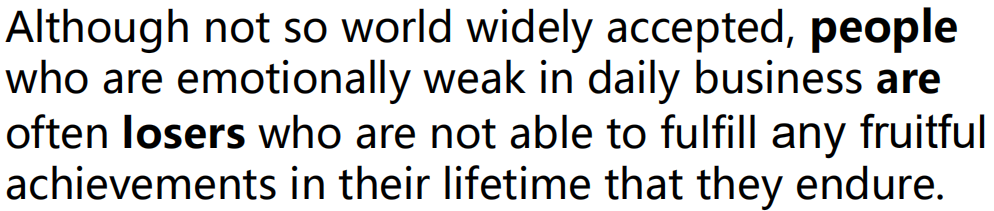 Although not so world widely accepted, people
who are emotionally weak in daily business are
often losers who are not able to fulfill any fruitful
achievements in their lifetime that they endure.